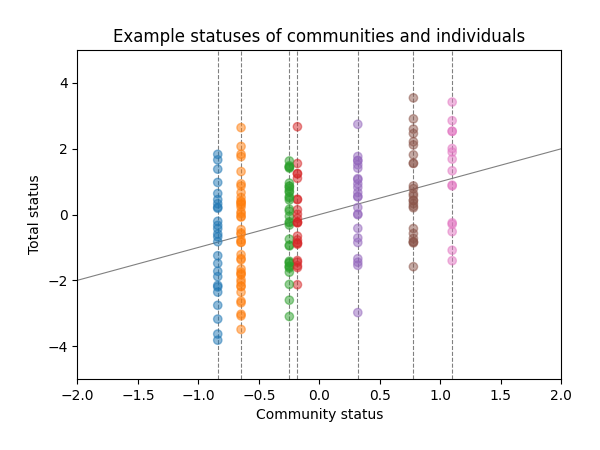 Example statuses of communities and individuals
Total status
4
2
0
−2
−4
−2.0 −1.5 −1.0 −0.5 0.0 0.5 1.0 1.5 2.0
Community status